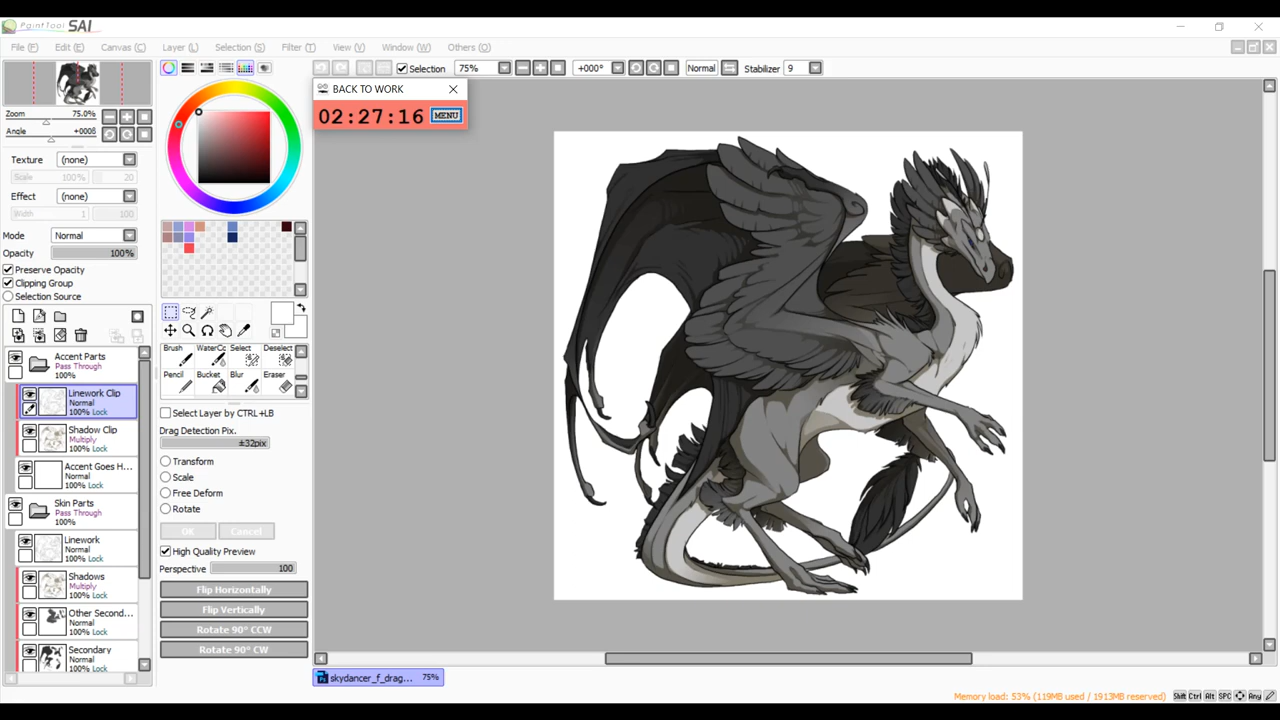 PaintTool SAI
File (F) Edit (E) Canvas (C) Layer (L) Selection (S) Filter (T) View (V) Window (W) Others (O)
Selection 75% +000° Normal Stabilizer 9
BACK TO WORK
02:27:16 MENU
Zoom 75.0%
Angle +000ß
Texture (none)
Scale 100% 20
Effect (none)
Width 1 100
Mode Normal
Opacity 100%
Preserve Opacity
Clipping Group
Selection Source
Accent Parts
Pass Through
100%
Linework Clip
Normal
100% Lock
Shadow Clip
Multiply
100% Lock
Accent Goes H...
Normal
100% Lock
Skin Parts
Pass Through
100%
Linework
Normal
100% Lock
Shadows
Multiply
100% Lock
Other Second...
Normal
100% Lock
Secondary
Normal
100% Lock
Brush WaterCo Select Deselect
Pencil Bucket Blur Eraser
Select Layer by CTRL+LB
Drag Detection Pix.
±32pix
Transform
Scale
Free Deform
Rotate
OK Cancel
High Quality Preview
Perspective 100
Flip Horizontally
Flip Vertically
Rotate 90° CCW
Rotate 90° CW
skydancer_f_drag... 75%
Memory load: 53% (119MB used / 1913MB reserved) Shift Ctrl Alt SPC Any